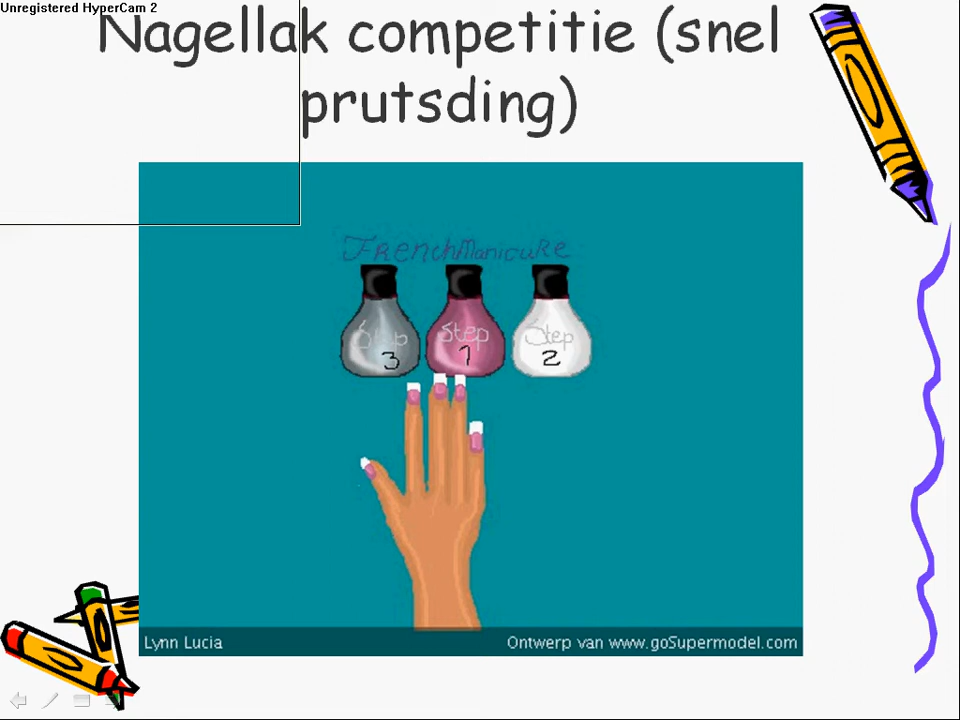 Unregistered HyperCam 2
Nagellak competitie (snel
prutsding)
FrenchManicure
Step
3
Step
1
Step
2
Lynn Lucia
Ontwerp van www.goSupermodel.com